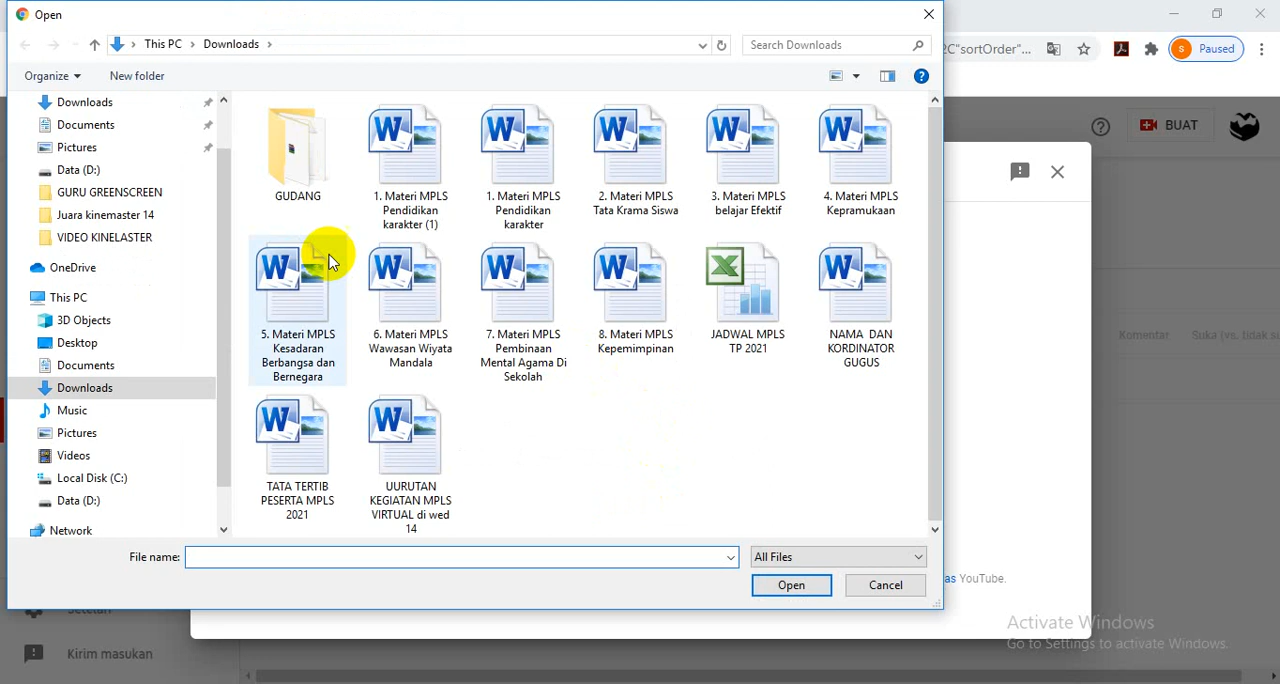 Open
This PC
Downloads
Search Downloads
C"sortOrder"...
S
Paused
Organize
New folder
Downloads
Documents
Pictures
Data (D:)
GURU GREENSCREEN
Juara kinemaster 14
VIDEO KINELASTER
OneDrive
This PC
3D Objects
Desktop
Documents
Downloads
Music
Pictures
Videos
Local Disk (C:)
Data (D:)
Network
GUDANG
1. Materi MPLS
Pendidikan
karakter (1)
1. Materi MPLS
Pendidikan
karakter
2. Materi MPLS
Tata Krama Siswa
3. Materi MPLS
belajar Efektif
4. Materi MPLS
Kepramukaan
5. Materi MPLS
Kesadaran
Berbangsa dan
Bernegara
6. Materi MPLS
Wawasan Wiyata
Mandala
7. Materi MPLS
Pembinaan
Mental Agama Di
Sekolah
8. Materi MPLS
Kepemimpinan
JADWAL MPLS
TP 2021
NAMA DAN
KORDINATOR
GUGUS
TATA TERTIB
PESERTA MPLS
2021
UURUTAN
KEGIATAN MPLS
VIRTUAL di wed
14
File name:
All Files
Open
Cancel
BUAT
Komentar
Suka (vs. tidak su
as YouTube.
Setelan
Kirim masukan
Activate Windows
Go to Settings to activate Windows.